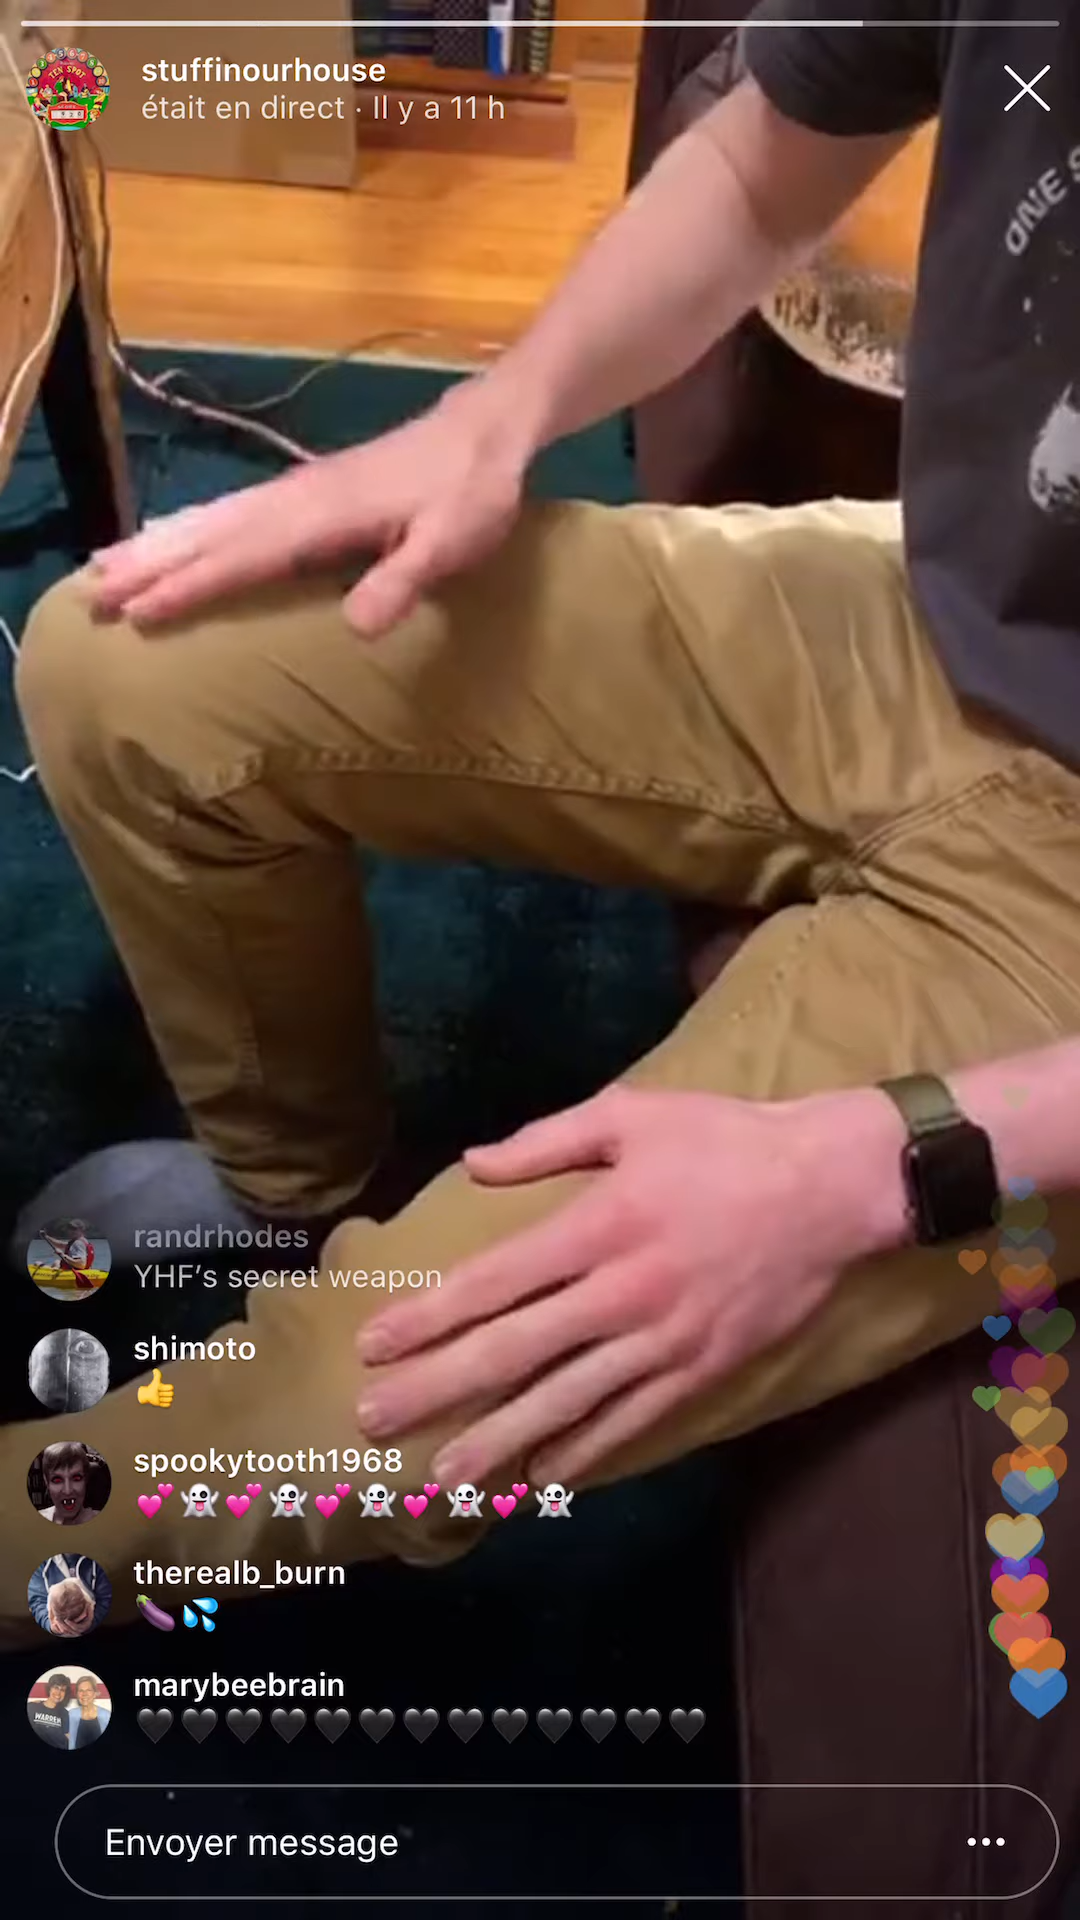 stuffinourhouse
était en direct · Il y a 11 h
ONE
randrhodes
YHF’s secret weapon
shimoto
👍
spookytooth1968
💕👻💕👻💕👻💕👻💕👻
therealb_burn
🍆💦
marybeebrain
🖤🖤🖤🖤🖤🖤🖤🖤🖤🖤🖤🖤🖤
Envoyer message